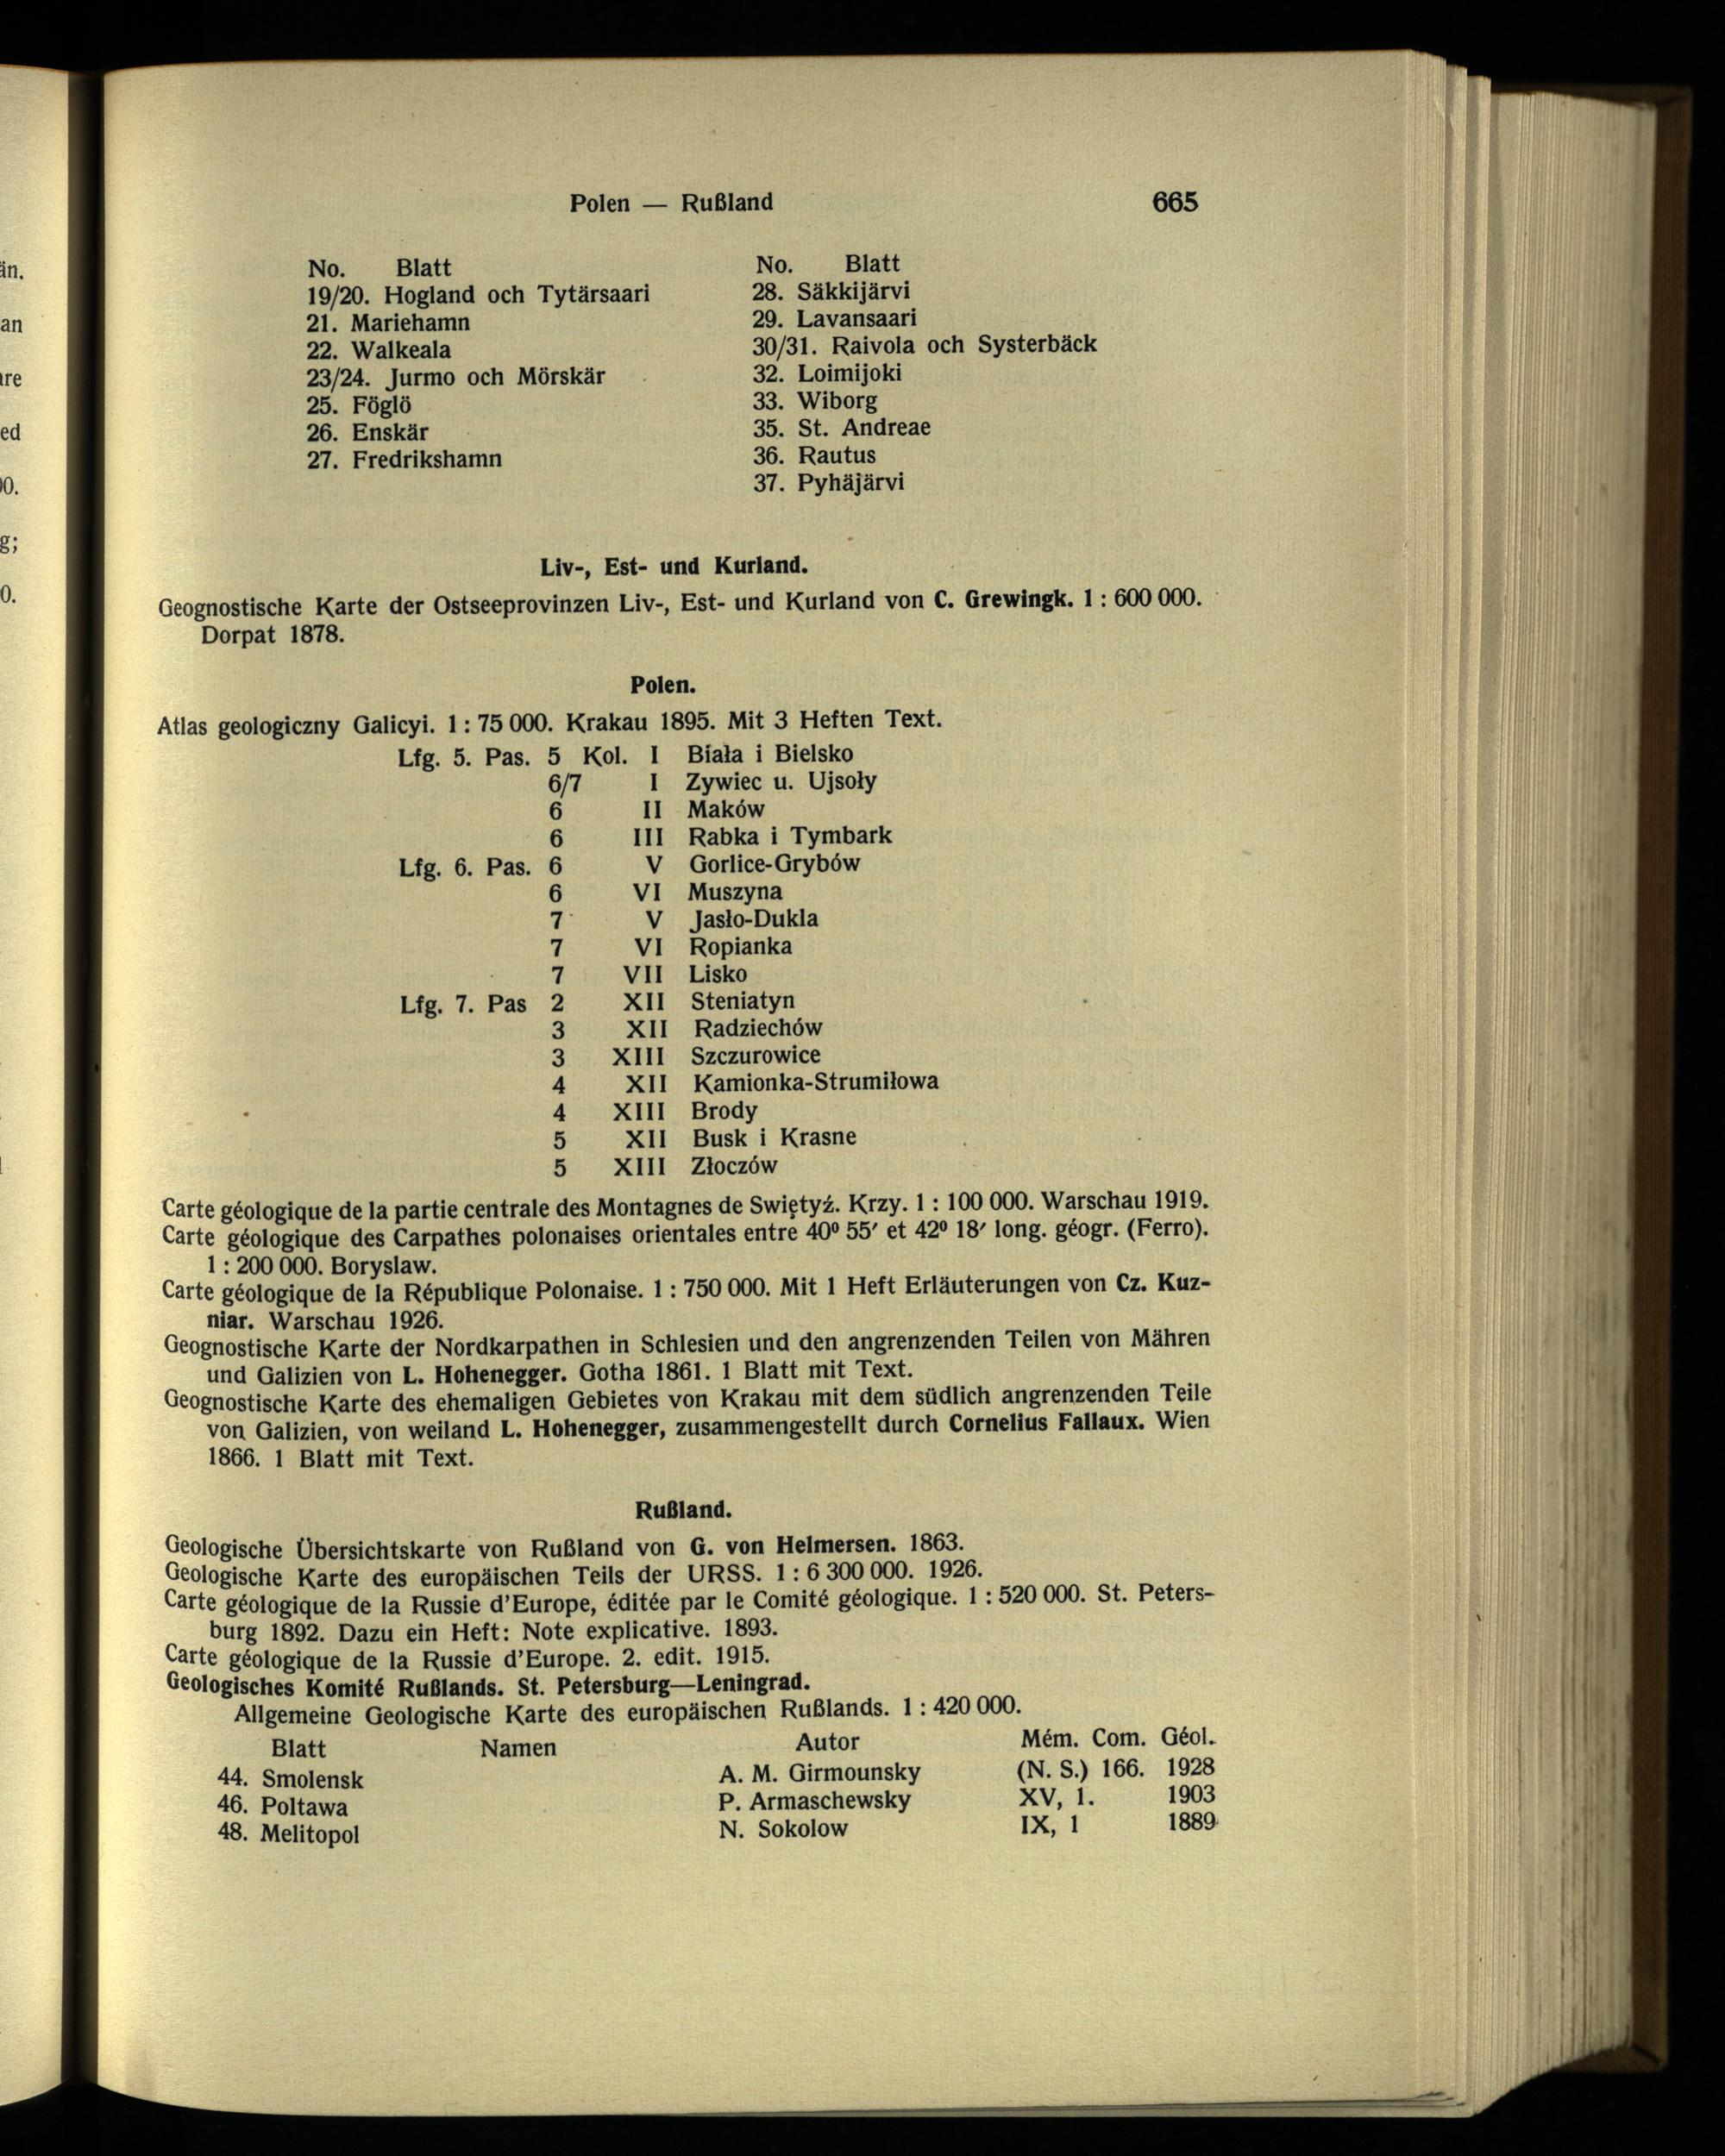 Polen — Rußland 665
No. Blatt
19/20. Hogland och Tytärsaari
21. Mariehamn
22. Walkeala
23/24. Jurmo och Mörskär
25. Föglö
26. Enskär
27. Fredrikshamn
No. Blatt
28. Säkkijärvi
29. Lavansaari
30/31. Raivola och Systerbäck
32. Loimijoki
33. Wiborg
35. St. Andreae
36. Rautus
37. Pyhäjärvi
Liv-, Est- und Kurland.
Geognostische Karte der Ostseeprovinzen Liv-, Est- und Kurland von C. Grewingk. 1 : 600 000.
Dorpat 1878.
Polen.
Atlas geologiczny Galicyi. 1 : 75 000. Krakau 1895. Mit 3 Heften Text.
Lfg. 5. Pas. 5 Kol. I Biała i Bielsko
6/7 I Zywiec u. Ujsoły
6 II Maków
6 III Rabka i Tymbark
Lfg. 6. Pas. 6 V Gorlice-Grybów
6 VI Muszyna
7 V Jasło-Dukla
7 VI Ropianka
7 VII Lisko
Lfg. 7. Pas 2 XII Steniatyn
3 XII Radziechów
3 XIII Szczurowice
4 XII Kamionka-Strumiłowa
4 XIII Brody
5 XII Busk i Krasne
5 XIII Złoczów
Carte géologique de la partie centrale des Montagnes de Swiętyź. Krzy. 1 : 100 000. Warschau 1919.
Carte géologique des Carpathes polonaises orientales entre 40⁰ 55′ et 42⁰ 18′ long. géogr. (Ferro).
1 : 200 000. Boryslaw.
Carte géologique de la République Polonaise. 1 : 750 000. Mit 1 Heft Erläuterungen von Cz. Kuz-
niar. Warschau 1926.
Geognostische Karte der Nordkarpathen in Schlesien und den angrenzenden Teilen von Mähren
und Galizien von L. Hohenegger. Gotha 1861. 1 Blatt mit Text.
Geognostische Karte des ehemaligen Gebietes von Krakau mit dem südlich angrenzenden Teile
von Galizien, von weiland L. Hohenegger, zusammengestellt durch Cornelius Fallaux. Wien
1866. 1 Blatt mit Text.
Rußland.
Geologische Übersichtskarte von Rußland von G. von Helmersen. 1863.
Geologische Karte des europäischen Teils der URSS. 1 : 6 300 000. 1926.
Carte géologique de la Russie d'Europe, éditée par le Comité géologique. 1 : 520 000. St. Peters-
burg 1892. Dazu ein Heft: Note explicative. 1893.
Carte géologique de la Russie d'Europe. 2. edit. 1915.
Geologisches Komité Rußlands. St. Petersburg—Leningrad.
Allgemeine Geologische Karte des europäischen Rußlands. 1 : 420 000.
Blatt Namen Autor Mém. Com. Géol.
44. Smolensk A. M. Girmounsky (N. S.) 166. 1928
46. Poltawa P. Armaschewsky XV, 1. 1903
48. Melitopol N. Sokolow IX, 1 1889